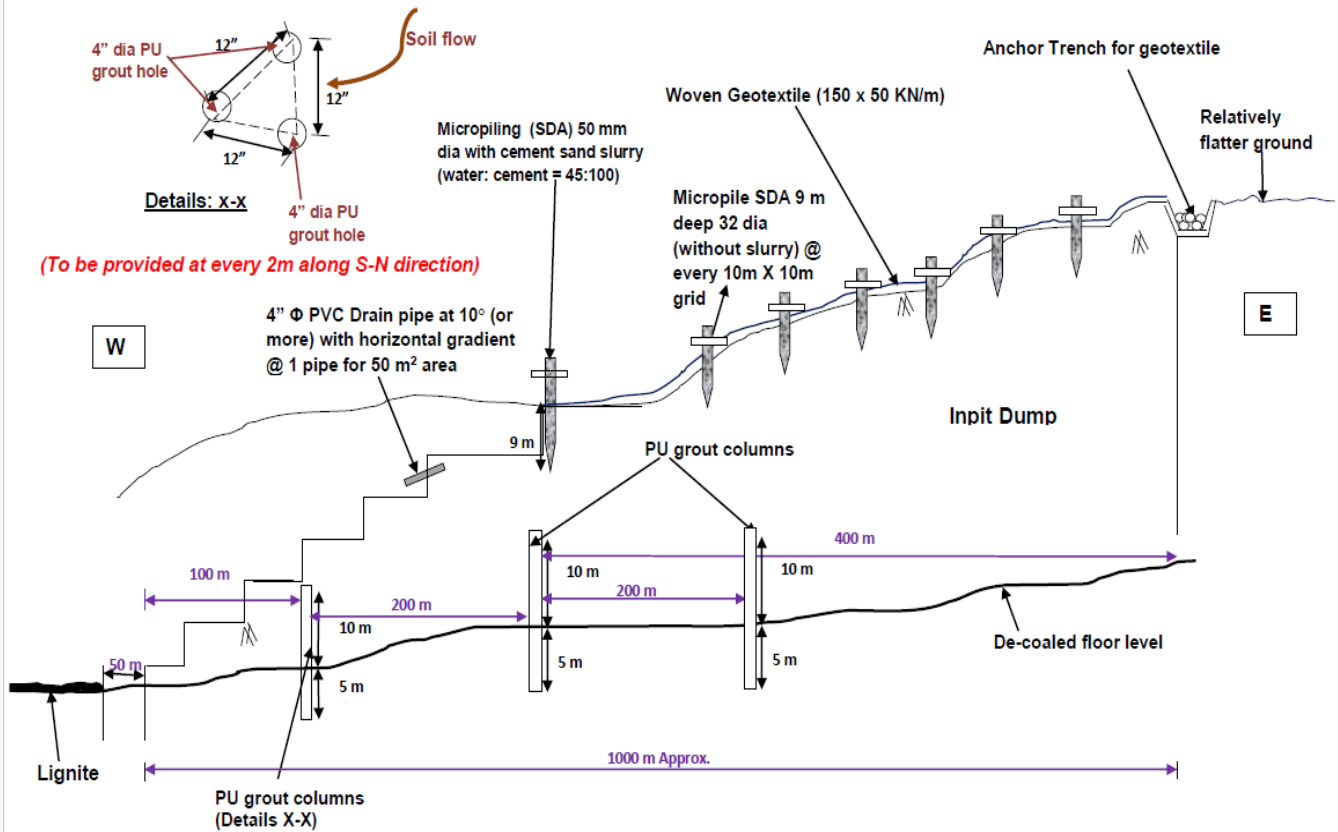 4” dia PU
grout hole
12”
12”
12”
Soil flow
Details: x-x
4” dia PU
grout hole
(To be provided at every 2m along S-N direction)
Micropiling (SDA) 50 mm
dia with cement sand slurry
(water: cement = 45:100)
Woven Geotextile (150 x 50 KN/m)
Anchor Trench for geotextile
Relatively
flatter ground
Micropile SDA 9 m
deep 32 dia
(without slurry) @
every 10m X 10m
grid
W
4” Φ PVC Drain pipe at 10° (or
more) with horizontal gradient
@ 1 pipe for 50 m² area
E
Inpit Dump
9 m
PU grout columns
400 m
100 m
10 m
10 m
200 m
200 m
10 m
De-coaled floor level
50 m
5 m
5 m
5 m
Lignite
1000 m Approx.
PU grout columns
(Details X-X)